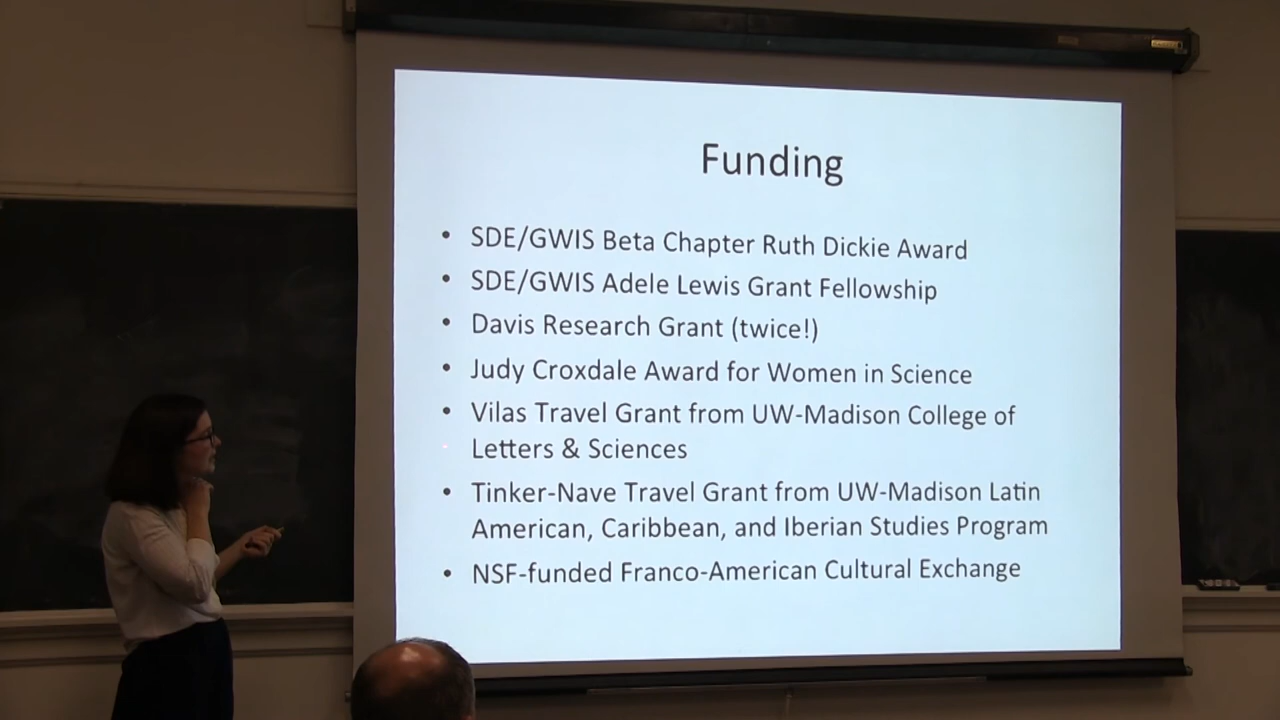 Funding
• SDE/GWIS Beta Chapter Ruth Dickie Award
• SDE/GWIS Adele Lewis Grant Fellowship
• Davis Research Grant (twice!)
• Judy Croxdale Award for Women in Science
• Vilas Travel Grant from UW-Madison College of
Letters & Sciences
• Tinker-Nave Travel Grant from UW-Madison Latin
American, Caribbean, and Iberian Studies Program
• NSF-funded Franco-American Cultural Exchange